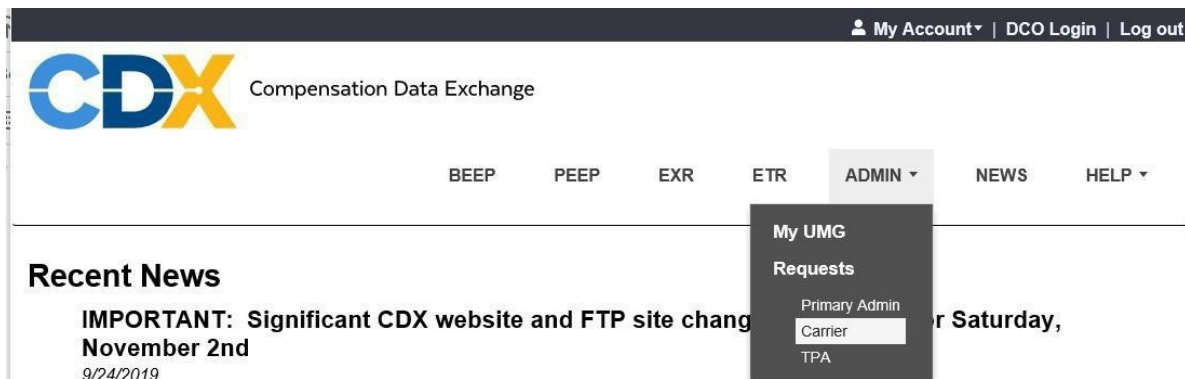 My Account | DCO Login | Log out
CDX Compensation Data Exchange
BEEP PEEP EXR ETR ADMIN NEWS HELP
My UMG
Requests
Primary Admin
Carrier
TPA
Recent News
IMPORTANT: Significant CDX website and FTP site chang r Saturday,
November 2nd
9/24/2019